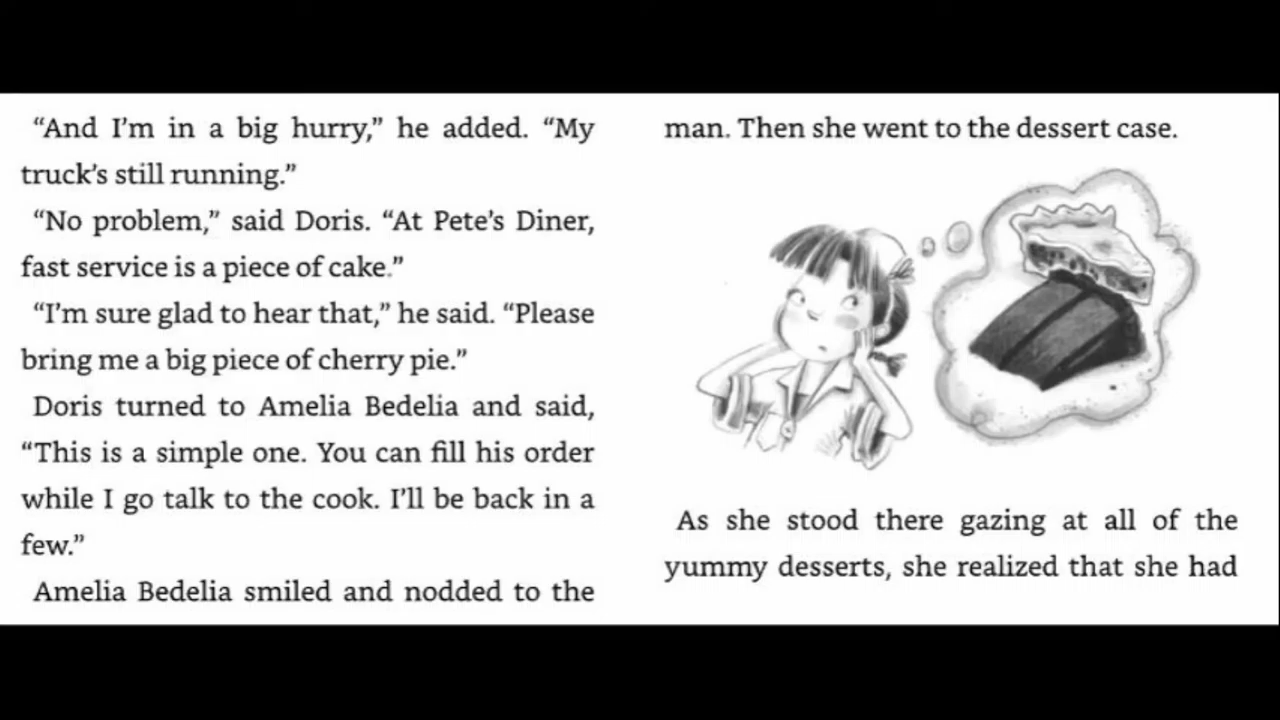 “And I’m in a big hurry,” he added. “My
truck’s still running.”
“No problem,” said Doris. “At Pete’s Diner,
fast service is a piece of cake.”
“I’m sure glad to hear that,” he said. “Please
bring me a big piece of cherry pie.”
Doris turned to Amelia Bedelia and said,
“This is a simple one. You can fill his order
while I go talk to the cook. I’ll be back in a
few.”
Amelia Bedelia smiled and nodded to the
man. Then she went to the dessert case.
As she stood there gazing at all of the
yummy desserts, she realized that she had